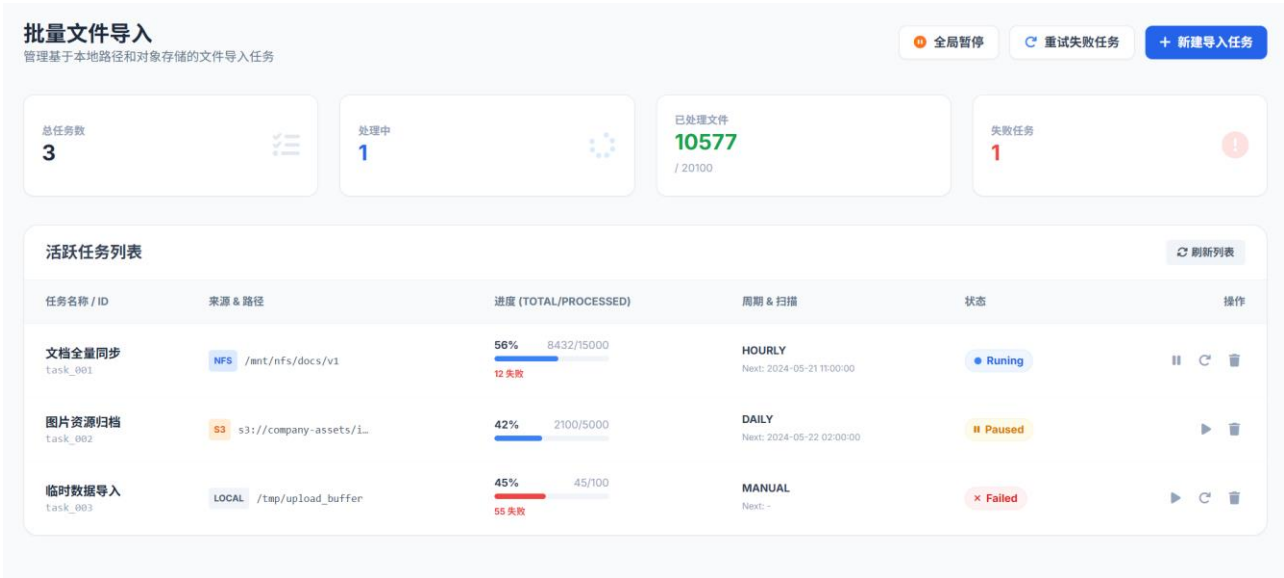 批量文件导入
管理基于本地路径和对象存储的文件导入任务
全局暂停
重试失败任务
+ 新建导入任务
总任务数
3
处理中
1
已处理文件
10577
/ 20100
失败任务
1
活跃任务列表
刷新列表
任务名称 / ID
来源 & 路径
进度 (TOTAL/PROCESSED)
周期 & 扫描
状态
操作
文档全量同步
task_001
NFS /mnt/nfs/docs/v1
56% 8432/15000
12 失败
HOURLY
Next: 2024-05-21 11:00:00
Runing
图片资源归档
task_002
S3 s3://company-assets/i…
42% 2100/5000
DAILY
Next: 2024-05-22 02:00:00
Paused
临时数据导入
task_003
LOCAL /tmp/upload_buffer
45% 45/100
55 失败
MANUAL
Next: -
Failed